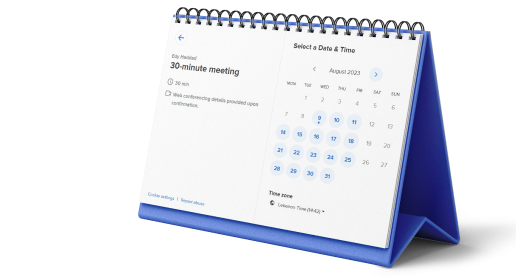 Elly Haddad
30-minute meeting
30 min
Web conferencing details provided upon
confirmation.
Cookie settings | Report abuse
Select a Date & Time
< August 2023 >
MON TUE WED THU FRI SAT SUN
1 2 3 4 5 6
7 8 9 10 11 12 13
14 15 16 17 18 19 20
21 22 23 24 25 26 27
28 29 30 31
Time zone